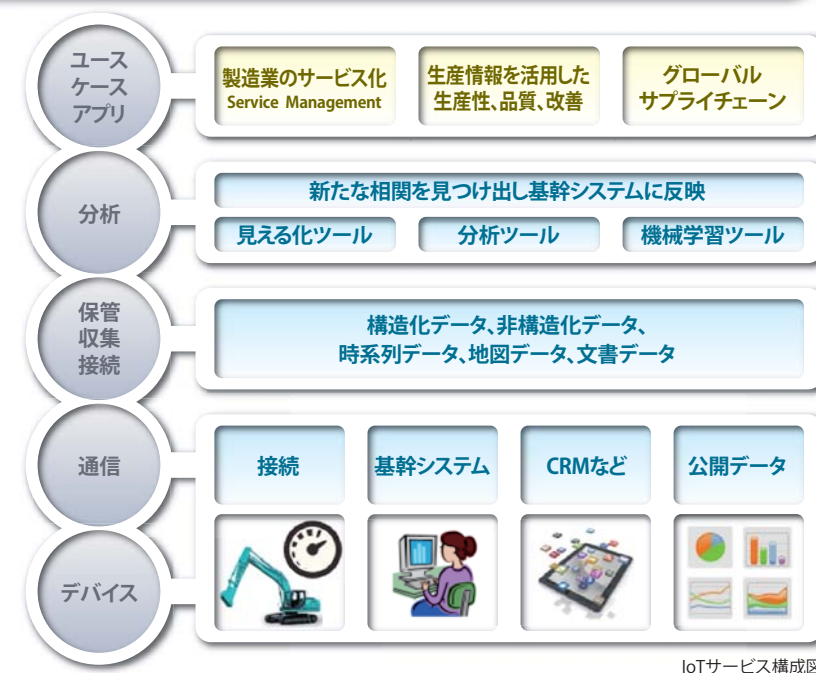 ユース
ケース
アプリ
製造業のサービス化
Service Management
生産情報を活用した
生産性、品質、改善
グローバル
サプライチェーン
分析
新たな相関を見つけ出し基幹システムに反映
見える化ツール
分析ツール
機械学習ツール
保管
収集
接続
構造化データ、非構造化データ、
時系列データ、地図データ、文書データ
通信
接続
基幹システム
CRMなど
公開データ
デバイス
IoTサービス構成図